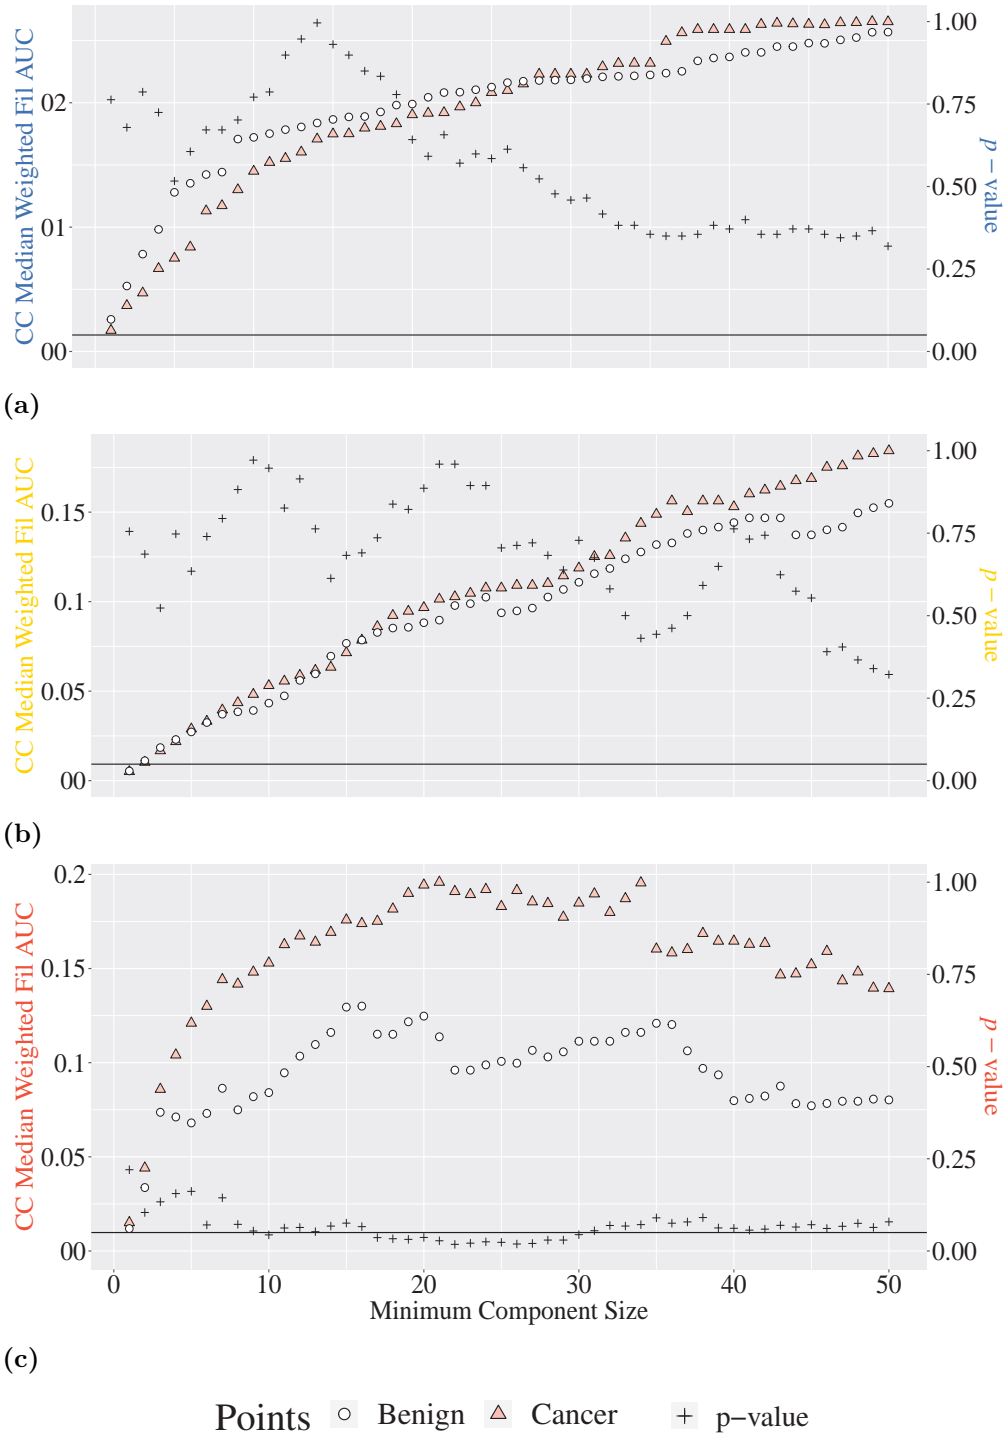 CC Median Weighted Fil AUC
02
01
00
1.00
0.75
0.50
0.25
0.00
p − value
(a)
CC Median Weighted Fil AUC
0.15
0.1
0.05
00
1.00
0.75
0.50
0.25
0.00
p − value
(b)
CC Median Weighted Fil AUC
0.2
0.15
0.1
0.05
00
1.00
0.75
0.50
0.25
0.00
p − value
0 10 20 30 40 50
Minimum Component Size
(c)
Points Benign Cancer p−value